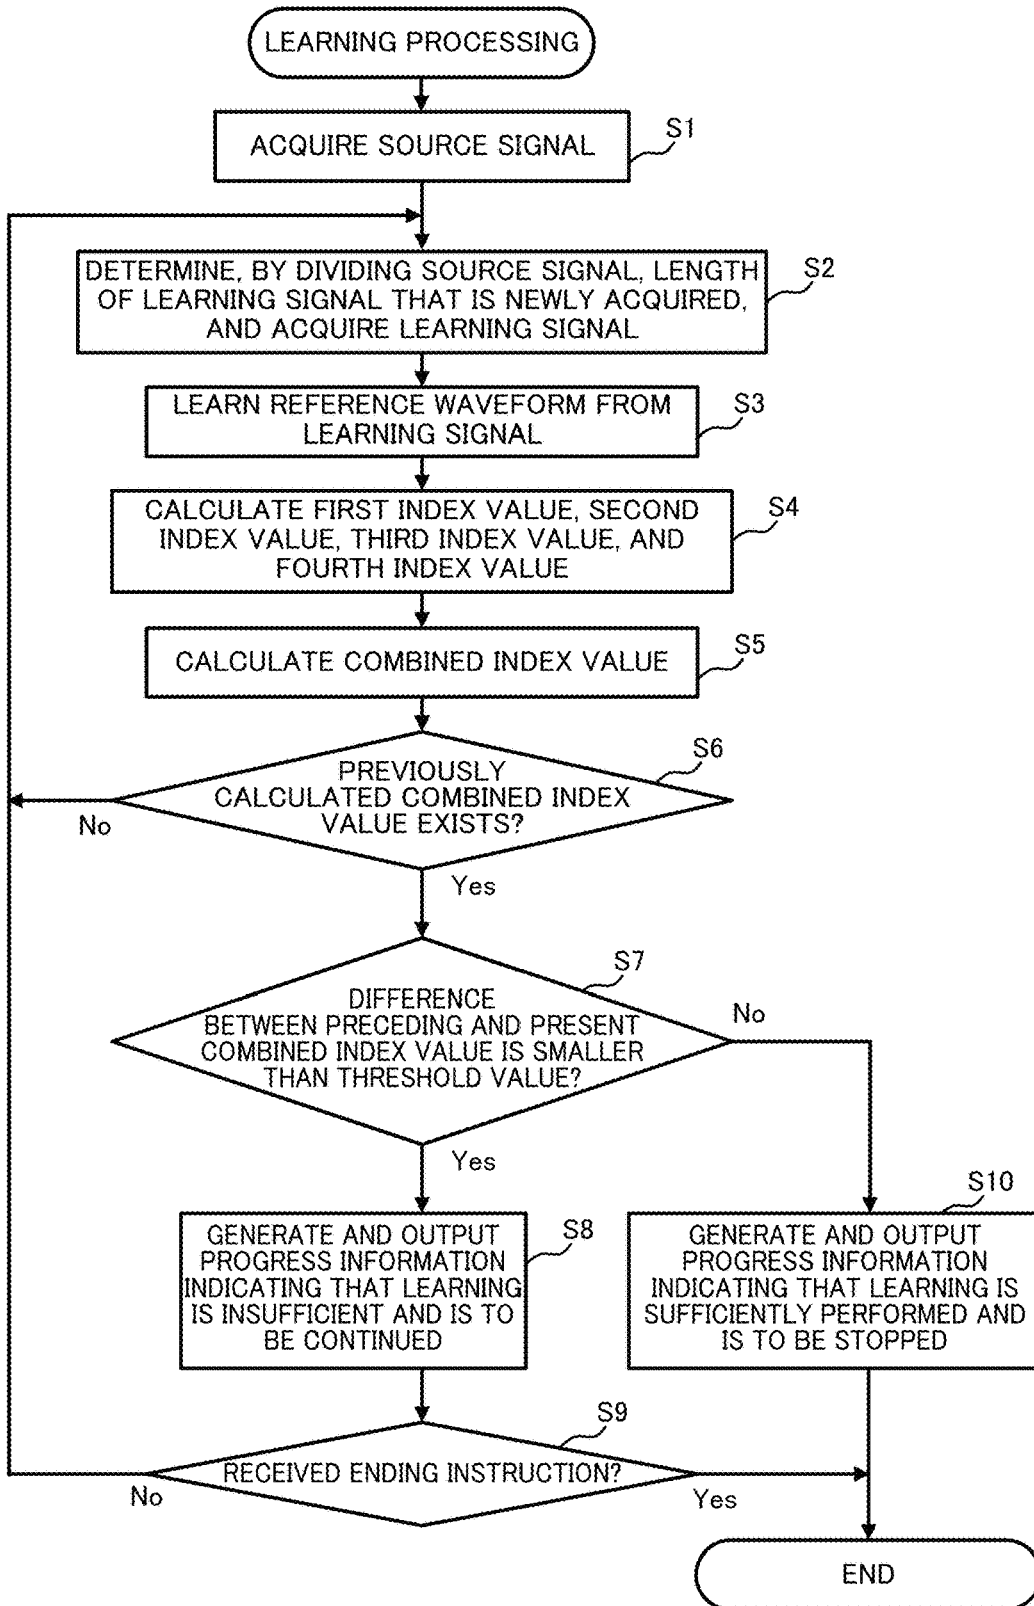 LEARNING PROCESSING
ACQUIRE SOURCE SIGNAL
S1
DETERMINE, BY DIVIDING SOURCE SIGNAL, LENGTH
OF LEARNING SIGNAL THAT IS NEWLY ACQUIRED,
AND ACQUIRE LEARNING SIGNAL
S2
LEARN REFERENCE WAVEFORM FROM
LEARNING SIGNAL
S3
CALCULATE FIRST INDEX VALUE, SECOND
INDEX VALUE, THIRD INDEX VALUE, AND
FOURTH INDEX VALUE
S4
CALCULATE COMBINED INDEX VALUE
S5
PREVIOUSLY
CALCULATED COMBINED INDEX
VALUE EXISTS?
S6
No
Yes
DIFFERENCE
BETWEEN PRECEDING AND PRESENT
COMBINED INDEX VALUE IS SMALLER
THAN THRESHOLD VALUE?
S7
No
Yes
GENERATE AND OUTPUT
PROGRESS INFORMATION
INDICATING THAT LEARNING
IS INSUFFICIENT AND IS TO
BE CONTINUED
S8
GENERATE AND OUTPUT
PROGRESS INFORMATION
INDICATING THAT LEARNING IS
SUFFICIENTLY PERFORMED AND
IS TO BE STOPPED
S10
RECEIVED ENDING INSTRUCTION?
S9
No
Yes
END